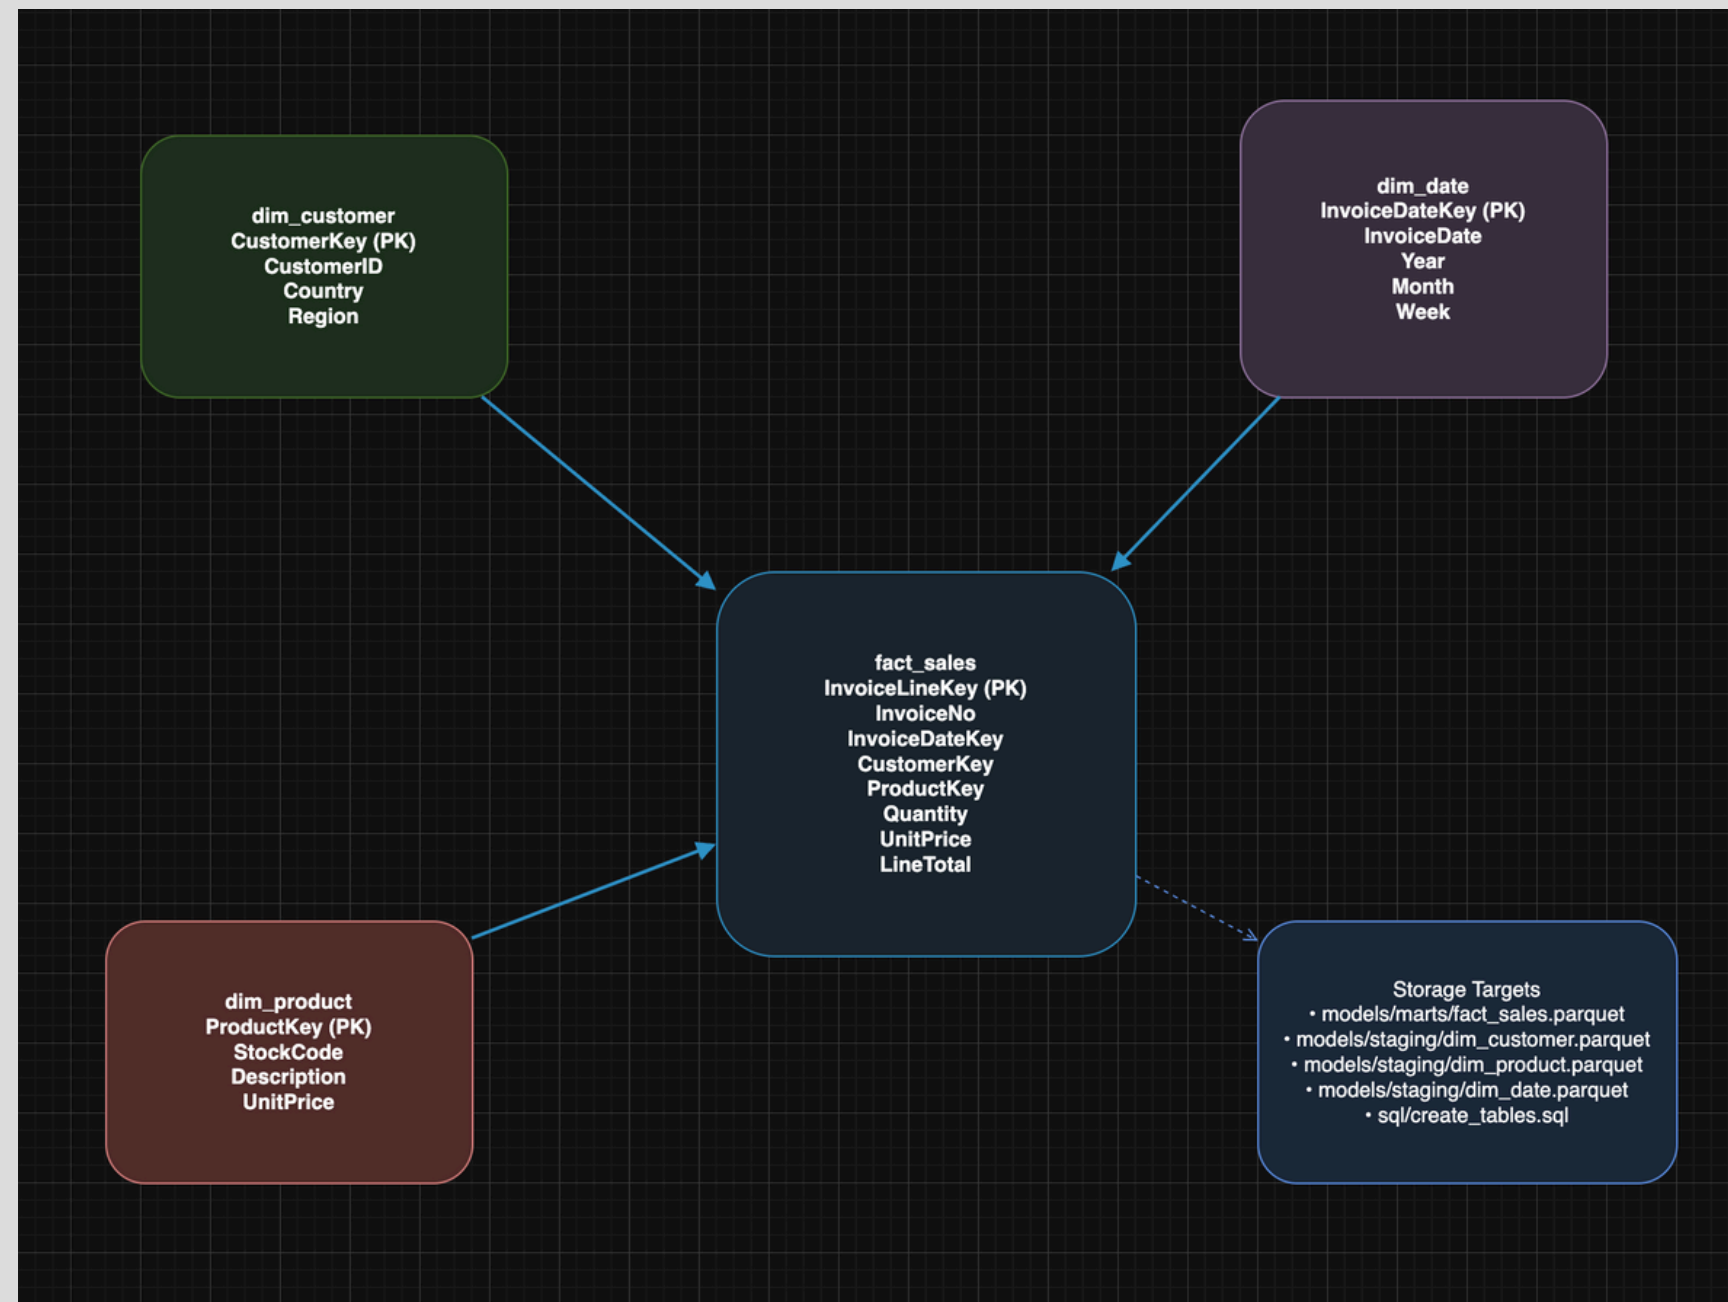 dim_customer
CustomerKey (PK)
CustomerID
Country
Region
dim_date
InvoiceDateKey (PK)
InvoiceDate
Year
Month
Week
fact_sales
InvoiceLineKey (PK)
InvoiceNo
InvoiceDateKey
CustomerKey
ProductKey
Quantity
UnitPrice
LineTotal
dim_product
ProductKey (PK)
StockCode
Description
UnitPrice
Storage Targets
• models/marts/fact_sales.parquet
• models/staging/dim_customer.parquet
• models/staging/dim_product.parquet
• models/staging/dim_date.parquet
• sql/create_tables.sql